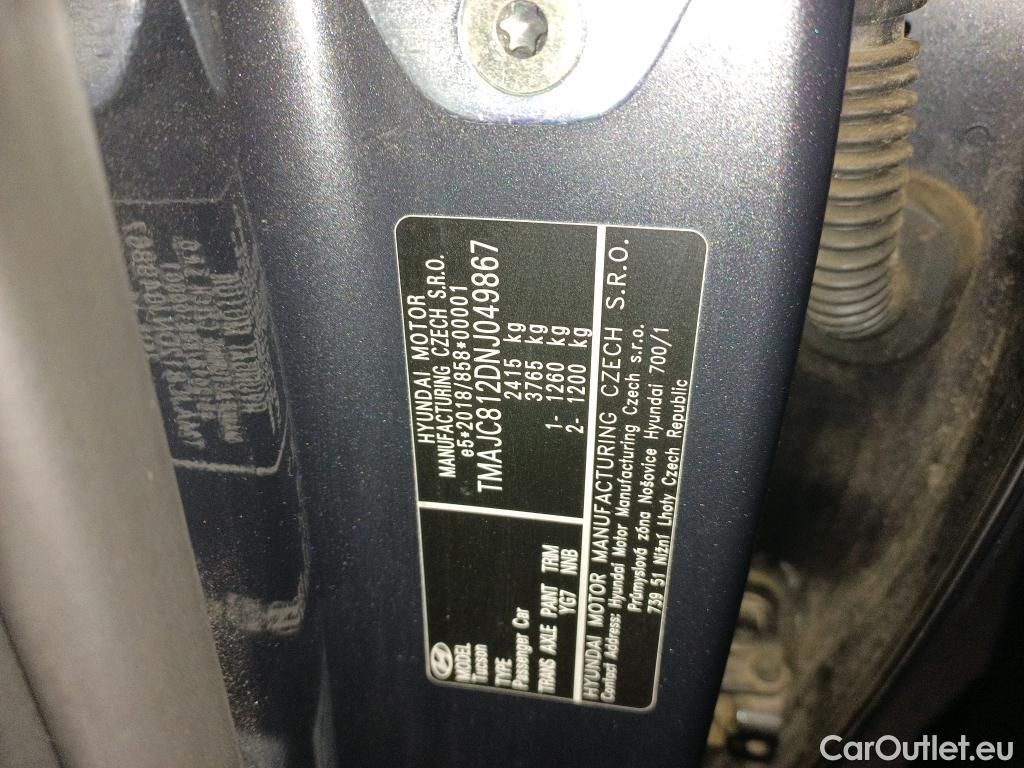 HYUNDAI MOTOR
MANUFACTURING CZECH S.R.O.
e5*2018/858*00001
TMAJC812DNJ049867
2415 kg
3765 kg
1- 1260 kg
2- 1200 kg
MODEL
Tucson
TYPE
Passenger Car
TRANS AXLE PAINT TRIM
YG7 NNB
HYUNDAI MOTOR MANUFACTURING CZECH S.R.O.
Contact Address: Hyundai Motor Manufacturing Czech s.r.o.
Průmyslová zóna Nošovice Hyundai 700/1
739 51 Nižní Lhoty Czech Republic
CarOutlet.eu